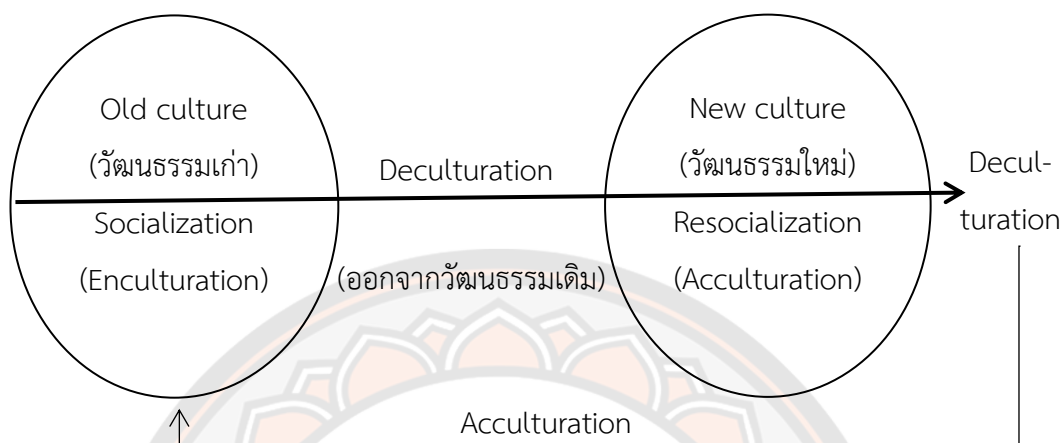 Old culture
(วัฒนธรรมเก่า)
Socialization
(Enculturation)
Deculturation
(ออกจากวัฒนธรรมเดิม)
New culture
(วัฒนธรรมใหม่)
Resocialization
(Acculturation)
Decul-
turation
Acculturation